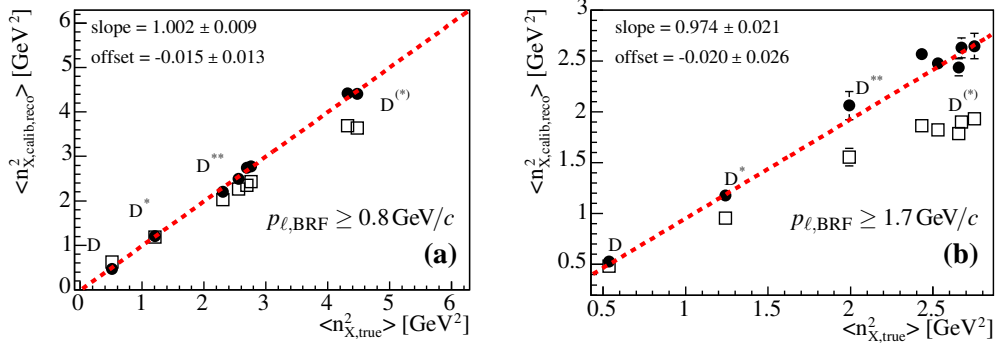 slope = 1.002 ± 0.009
offset = -0.015 ± 0.013
<n²X,calib,reco> [GeV²]
6
5
4
3
2
1
0
D
D*
D**
D(*)
pℓ,BRF ≥ 0.8 GeV/c
(a)
0 1 2 3 4 5 6
<n²X,true> [GeV²]
slope = 0.974 ± 0.021
offset = -0.020 ± 0.026
<n²X,calib,reco> [GeV²]
3
2.5
2
1.5
1
0.5
D
D*
D**
D(*)
pℓ,BRF ≥ 1.7 GeV/c
(b)
0.5 1 1.5 2 2.5
<n²X,true> [GeV²]